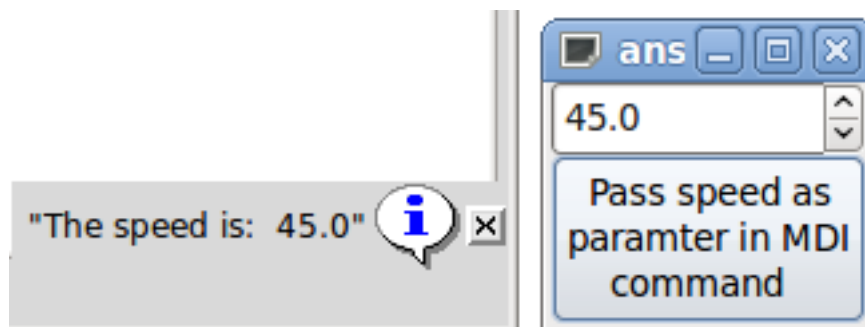 "The speed is:  45.0"
i
ans
45.0
Pass speed as
paramter in MDI
command